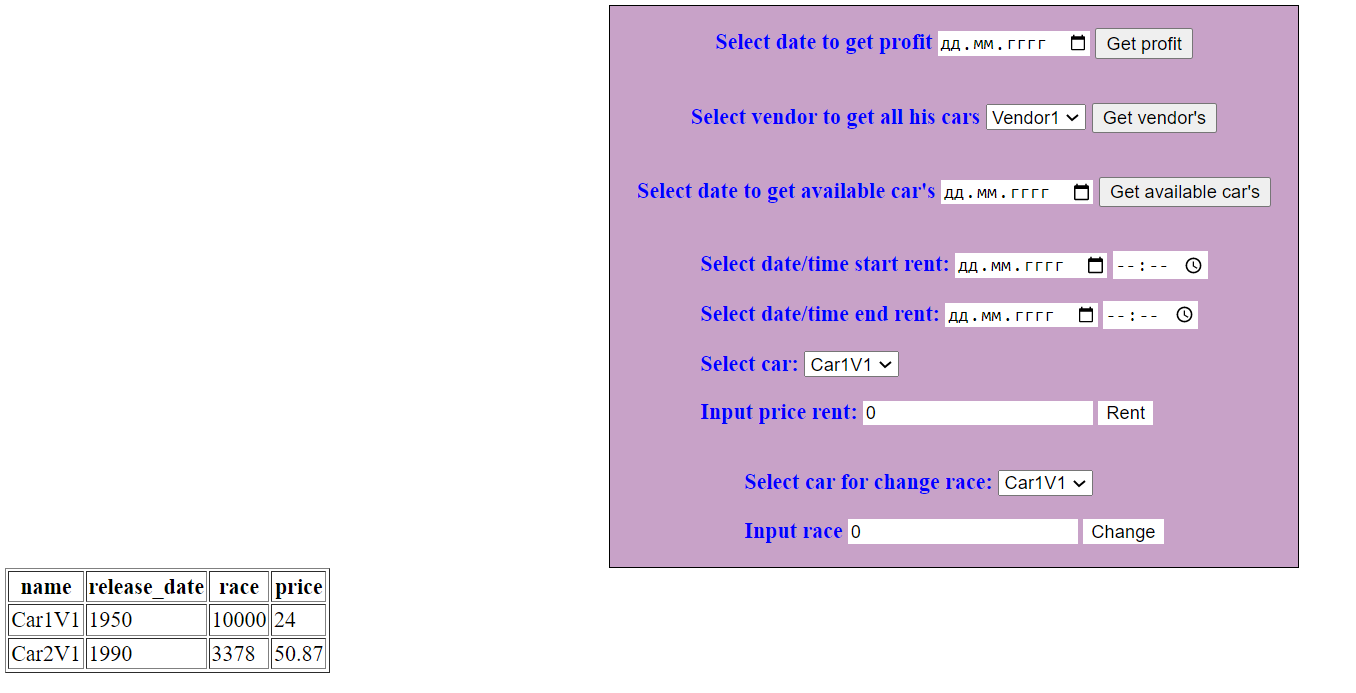 Select date to get profit дд.мм.гггг Get profit
Select vendor to get all his cars Vendor1 Get vendor's
Select date to get available car's дд.мм.гггг Get available car's
Select date/time start rent: дд.мм.гггг --:--
Select date/time end rent: дд.мм.гггг --:--
Select car: Car1V1
Input price rent: 0 Rent
Select car for change race: Car1V1
Input race 0 Change
name release_date race price
Car1V1 1950 10000 24
Car2V1 1990 3378 50.87